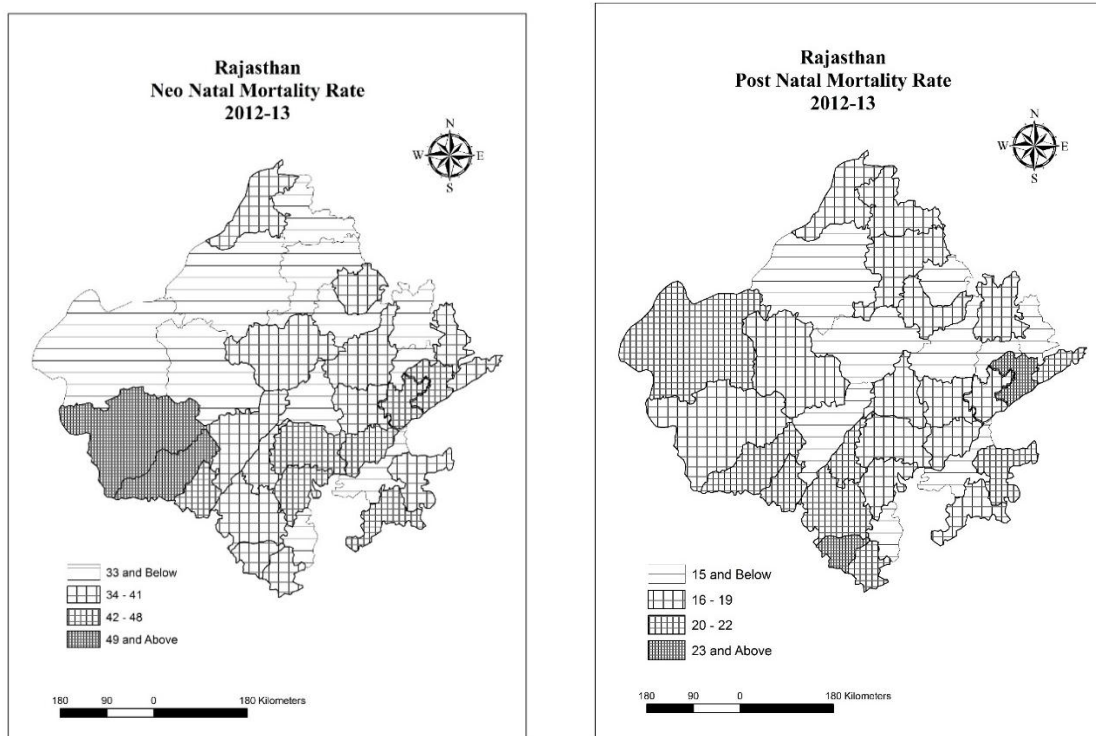 Rajasthan
Neo Natal Mortality Rate
2012-13
N
W E
S
33 and Below
34 - 41
42 - 48
49 and Above
180 90 0 180 Kilometers
Rajasthan
Post Natal Mortality Rate
2012-13
N
W E
S
15 and Below
16 - 19
20 - 22
23 and Above
180 90 0 180 Kilometers